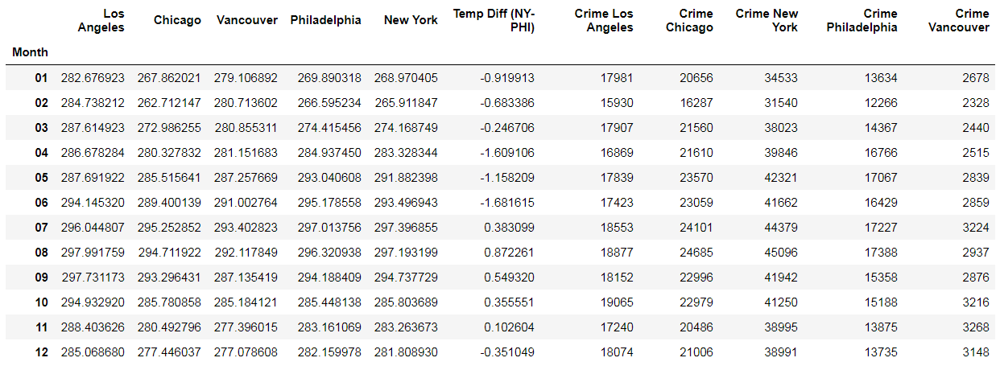 Los Angeles Chicago Vancouver Philadelphia New York Temp Diff (NY-PHI) Crime Los Angeles Crime Chicago Crime New York Crime Philadelphia Crime Vancouver
Month
01 282.676923 267.862021 279.106892 269.890318 268.970405 -0.919913 17981 20656 34533 13634 2678
02 284.738212 262.712147 280.713602 266.595234 265.911847 -0.683386 15930 16287 31540 12266 2328
03 287.614923 272.986255 280.855311 274.415456 274.168749 -0.246706 17907 21560 38023 14367 2440
04 286.678284 280.327832 281.151683 284.937450 283.328344 -1.609106 16869 21610 39846 16766 2515
05 287.691922 285.515641 287.257669 293.040608 291.882398 -1.158209 17839 23570 42321 17067 2839
06 294.145320 289.400139 291.002764 295.178558 293.496943 -1.681615 17423 23059 41662 16429 2859
07 296.044807 295.252852 293.402823 297.013756 297.396855 0.383099 18553 24101 44379 17227 3224
08 297.991759 294.711922 292.117849 296.320938 297.193199 0.872261 18877 24685 45096 17388 2937
09 297.731173 293.296431 287.135419 294.188409 294.737729 0.549320 18152 22996 41942 15358 2876
10 294.932920 285.780858 285.184121 285.448138 285.803689 0.355551 19065 22979 41250 15188 3216
11 288.403626 280.492796 277.396015 283.161069 283.263673 0.102604 17240 20486 38995 13875 3268
12 285.068680 277.446037 277.078608 282.159978 281.808930 -0.351049 18074 21006 38991 13735 3148